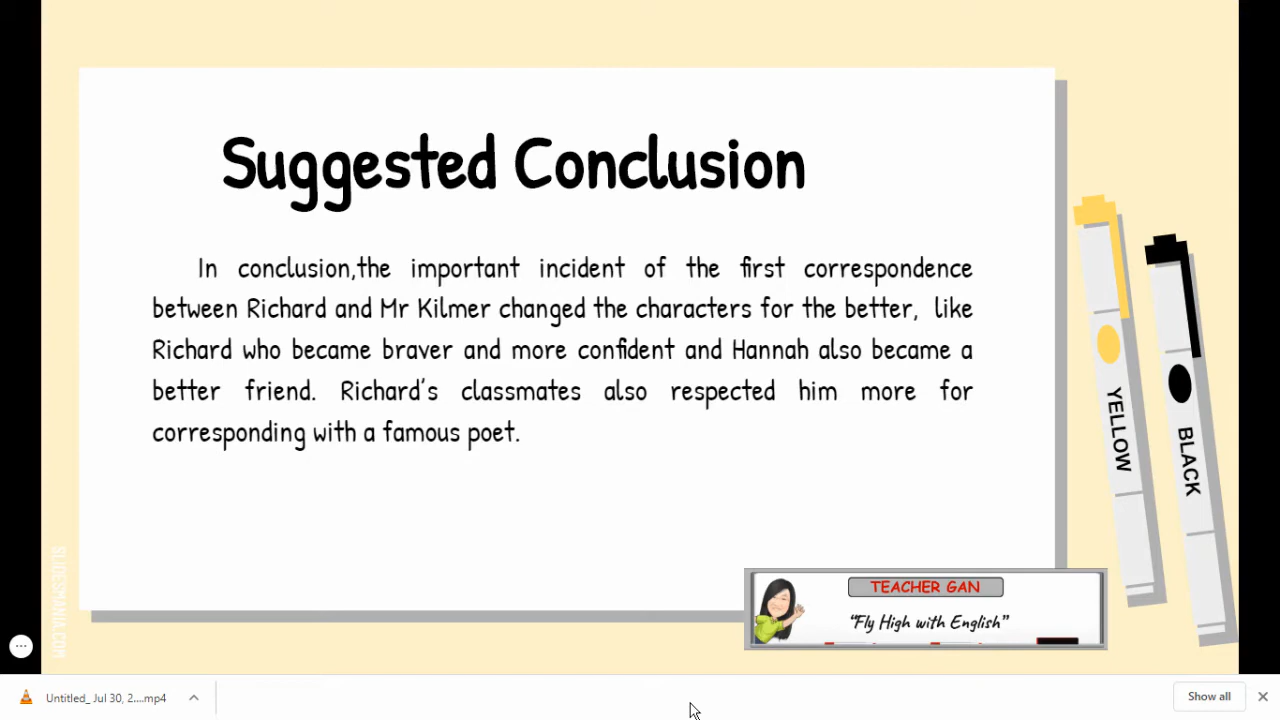 Suggested Conclusion
In conclusion,the important incident of the first correspondence
between Richard and Mr Kilmer changed the characters for the better, like
Richard who became braver and more confident and Hannah also became a
better friend. Richard's classmates also respected him more for
corresponding with a famous poet.
YELLOW
BLACK
SLIDESMANIA.COM
TEACHER GAN
"Fly High with English"
Untitled_ Jul 30, 2....mp4
Show all